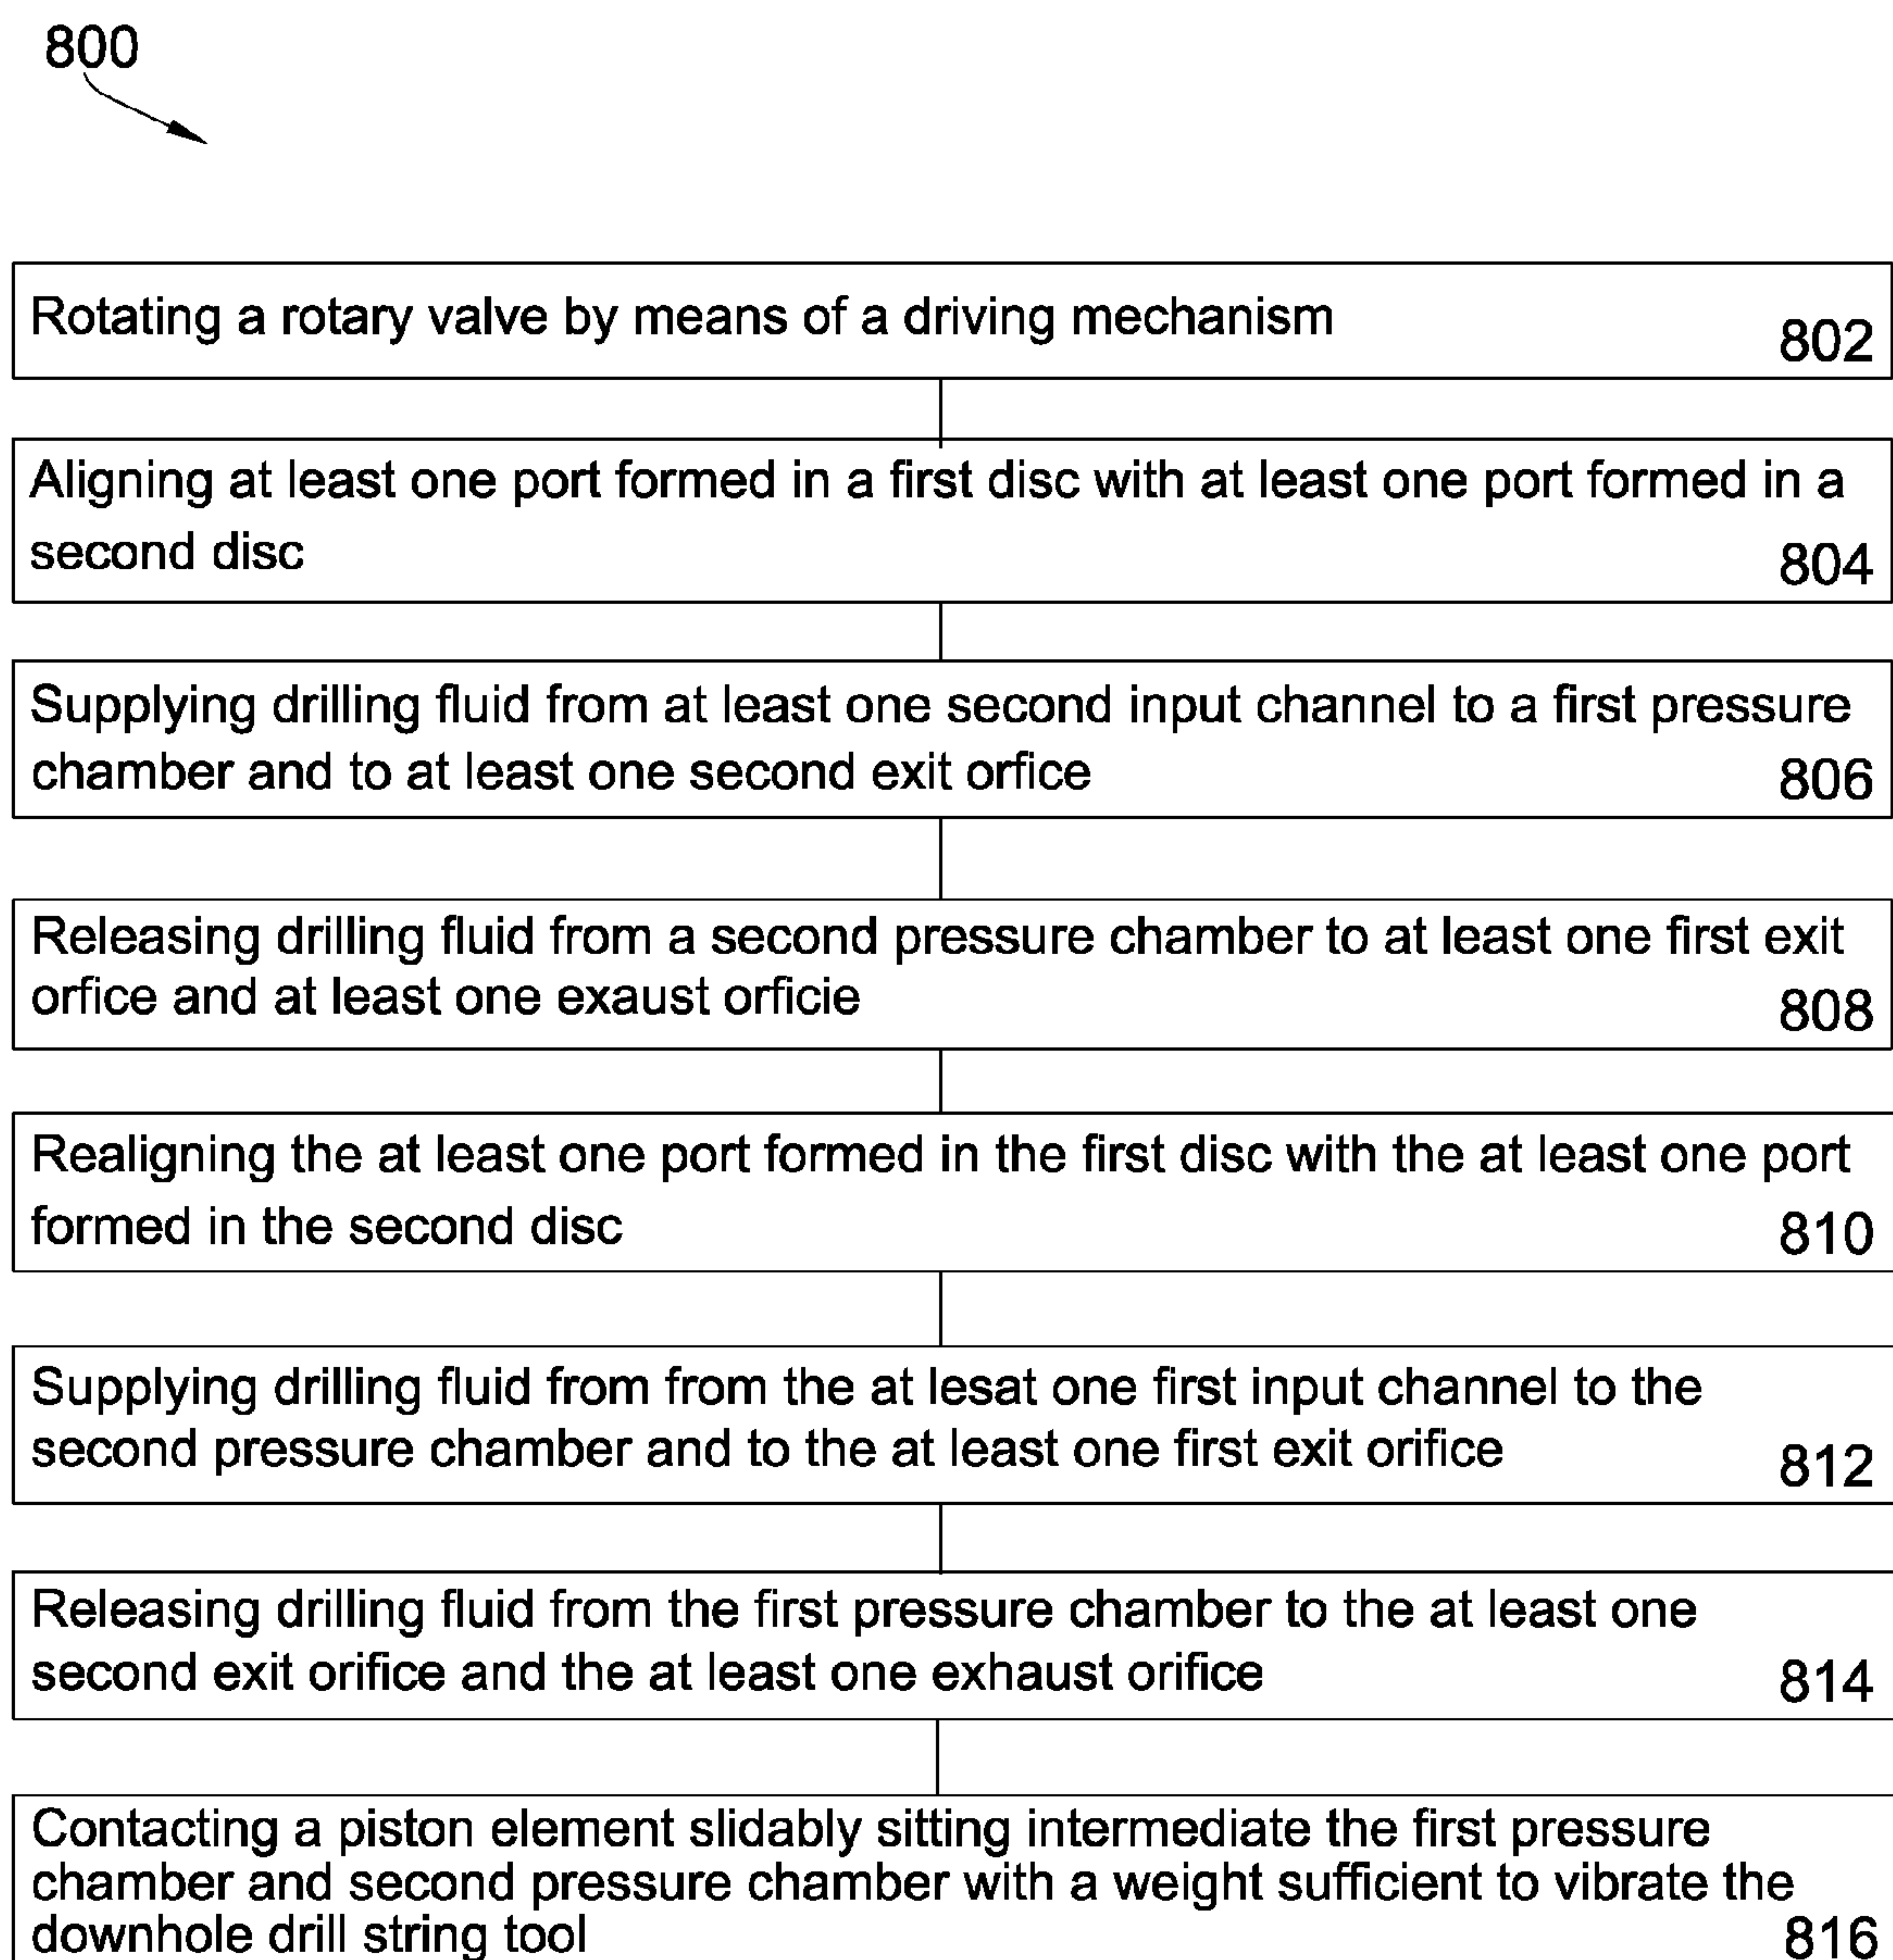 800
Rotating a rotary valve by means of a driving mechanism
802
Aligning at least one port formed in a first disc with at least one port formed in a
second disc
804
Supplying drilling fluid from at least one second input channel to a first pressure
chamber and to at least one second exit orfice
806
Releasing drilling fluid from a second pressure chamber to at least one first exit
orfice and at least one exaust orficie
808
Realigning the at least one port formed in the first disc with the at least one port
formed in the second disc
810
Supplying drilling fluid from from the at lesat one first input channel to the
second pressure chamber and to the at least one first exit orifice
812
Releasing drilling fluid from the first pressure chamber to the at least one
second exit orifice and the at least one exhaust orifice
814
Contacting a piston element slidably sitting intermediate the first pressure
chamber and second pressure chamber with a weight sufficient to vibrate the
downhole drill string tool
816